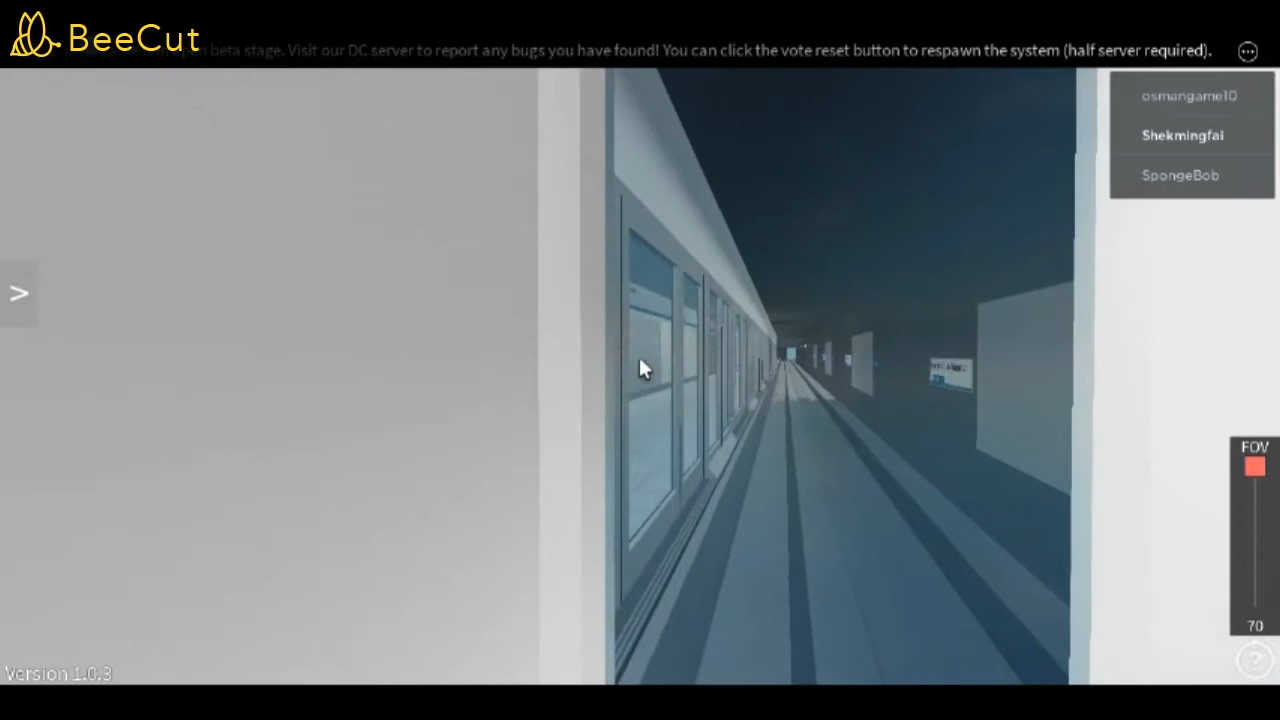 BeeCut
beta stage. Visit our DC server to report any bugs you have found! You can click the vote reset button to respawn the system (half server required).
osmangame10
Shekmingfai
SpongeBob
>
FOV
70
?
Version 1.0.3